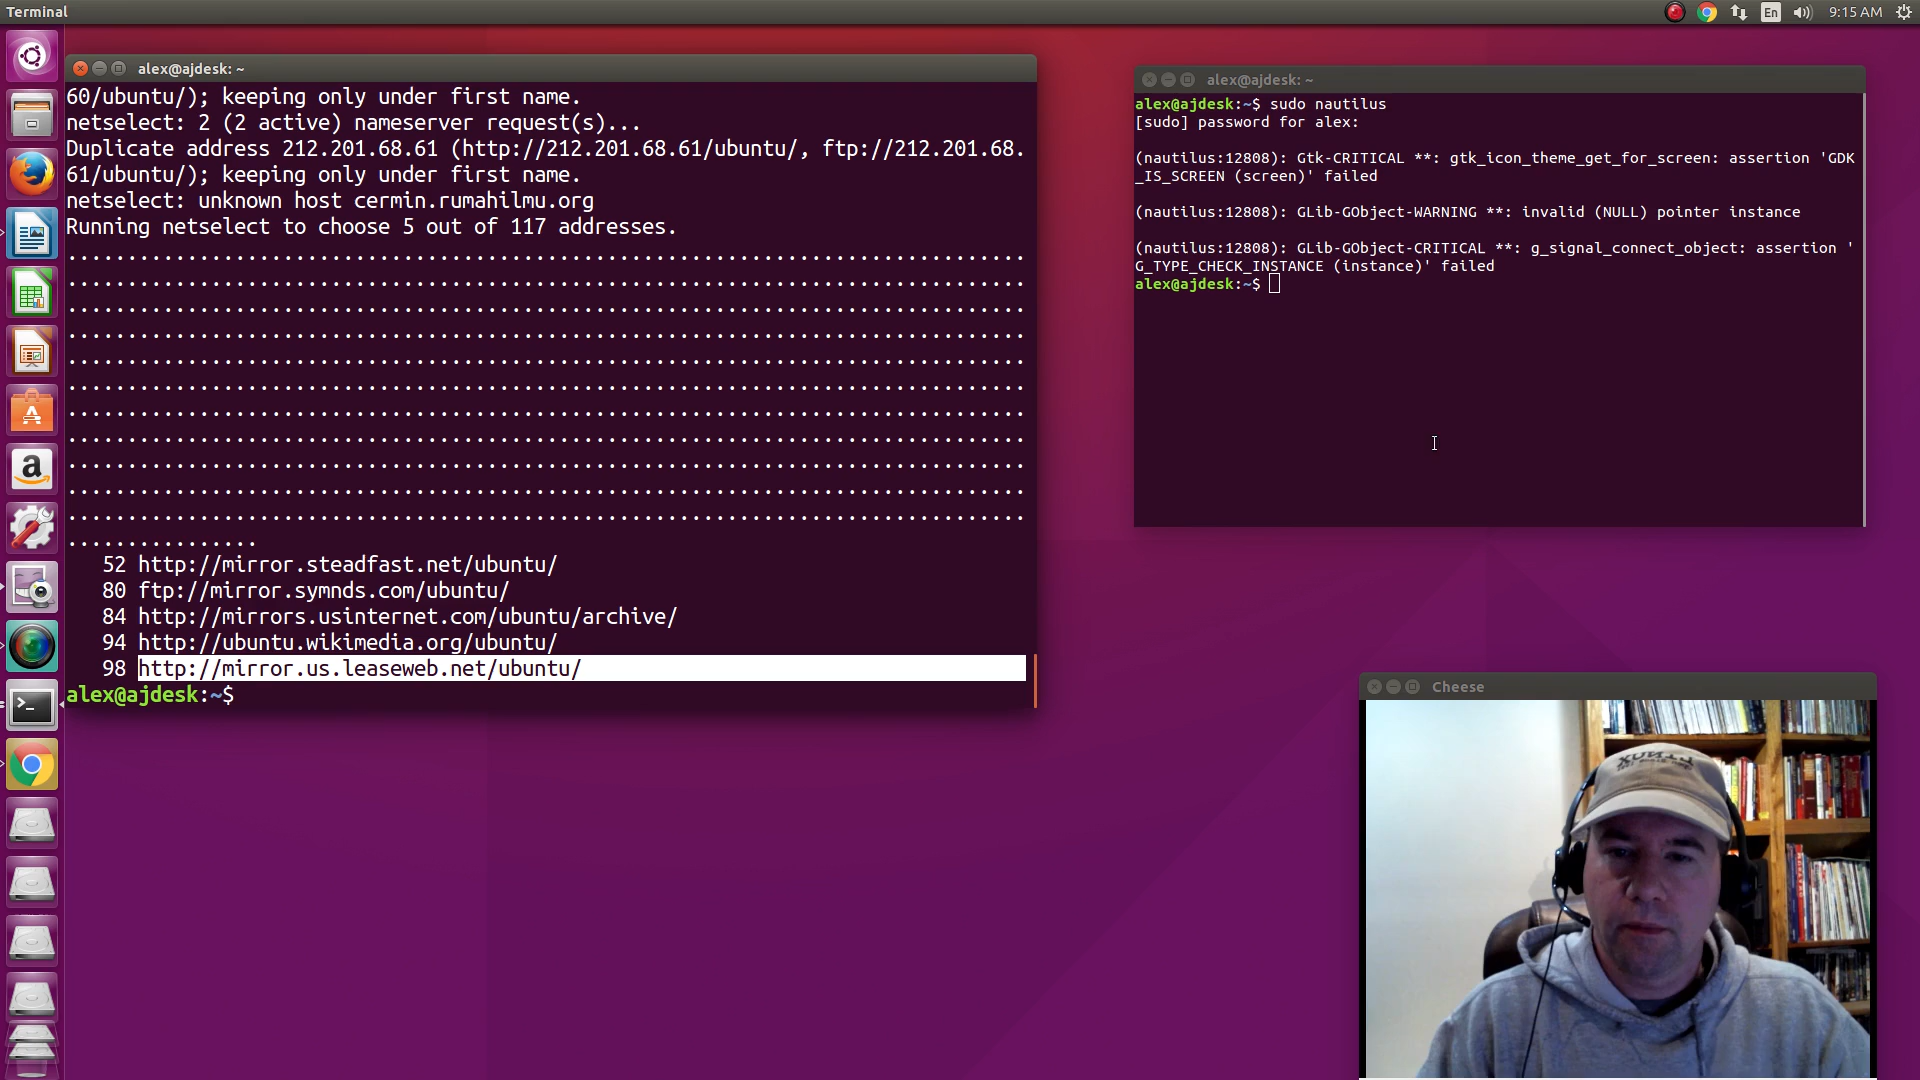 Terminal
En
9:15 AM
alex@ajdesk: ~
60/ubuntu/); keeping only under first name.
netselect: 2 (2 active) nameserver request(s)...
Duplicate address 212.201.68.61 (http://212.201.68.61/ubuntu/, ftp://212.201.68.
61/ubuntu/); keeping only under first name.
netselect: unknown host cermin.rumahilmu.org
Running netselect to choose 5 out of 117 addresses.
................................................................................
................................................................................
................................................................................
................................................................................
................................................................................
................................................................................
................................................................................
................................................................................
................................................................................
................................................................................
................................................................................
................
52 http://mirror.steadfast.net/ubuntu/
80 ftp://mirror.symnds.com/ubuntu/
84 http://mirrors.usinternet.com/ubuntu/archive/
94 http://ubuntu.wikimedia.org/ubuntu/
98 http://mirror.us.leaseweb.net/ubuntu/
alex@ajdesk:~$
alex@ajdesk: ~
alex@ajdesk:~$ sudo nautilus
[sudo] password for alex:
(nautilus:12808): Gtk-CRITICAL **: gtk_icon_theme_get_for_screen: assertion 'GDK
_IS_SCREEN (screen)' failed
(nautilus:12808): GLib-GObject-WARNING **: invalid (NULL) pointer instance
(nautilus:12808): GLib-GObject-CRITICAL **: g_signal_connect_object: assertion '
G_TYPE_CHECK_INSTANCE (instance)' failed
alex@ajdesk:~$
Cheese
XUNIL